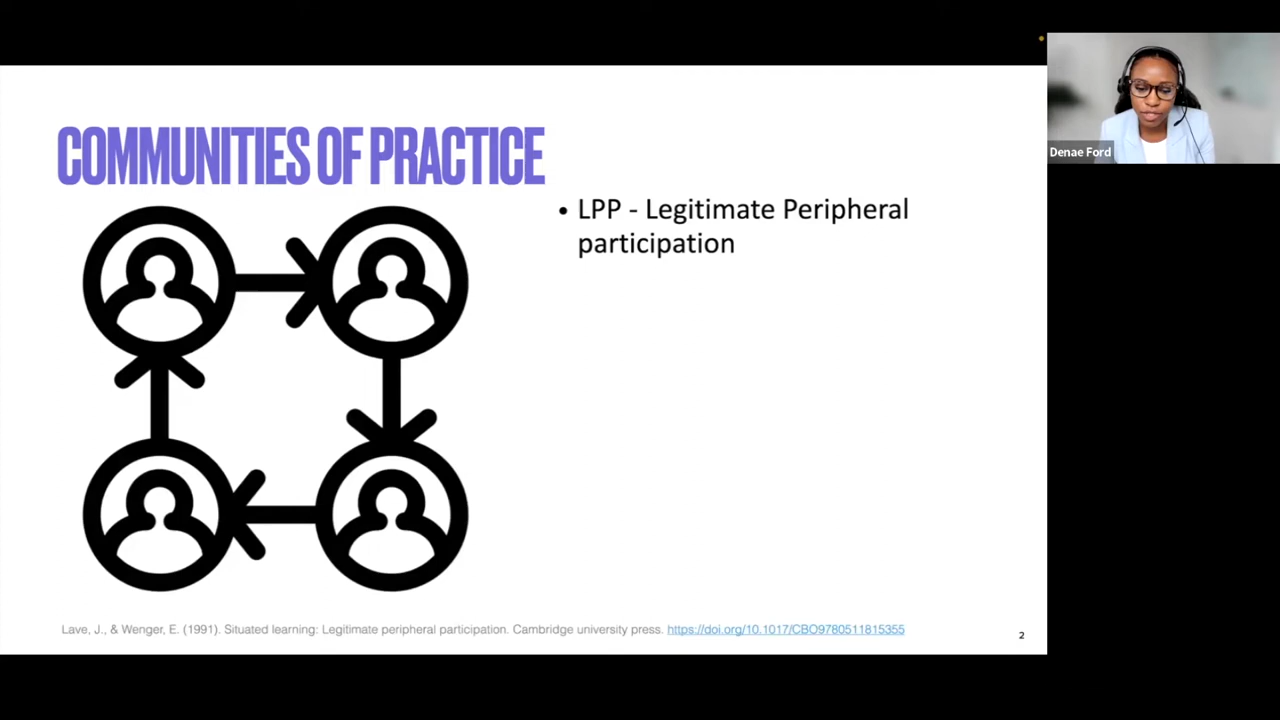 COMMUNITIES OF PRACTICE
• LPP - Legitimate Peripheral
participation
Denae Ford
Lave, J., & Wenger, E. (1991). Situated learning: Legitimate peripheral participation. Cambridge university press. https://doi.org/10.1017/CBO9780511815355
2